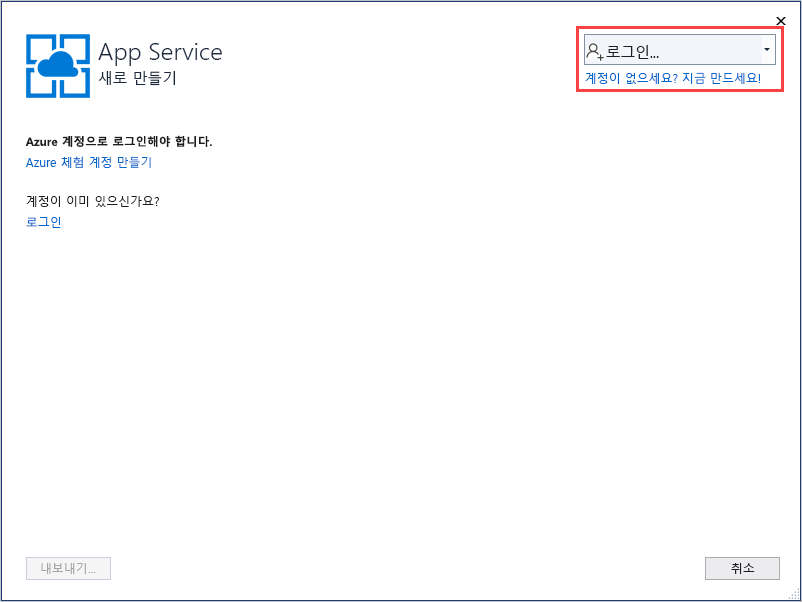 App Service
새로 만들기
로그인...
계정이 없으세요? 지금 만드세요!
Azure 계정으로 로그인해야 합니다.
Azure 체험 계정 만들기
계정이 이미 있으신가요?
로그인
내보내기...
취소